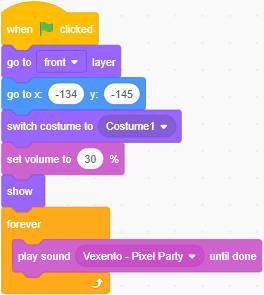 when clicked
go to front layer
go to x: -134 y: -145
switch costume to Costume1
set volume to 30 %
show
forever
play sound Vexento - Pixel Party until done